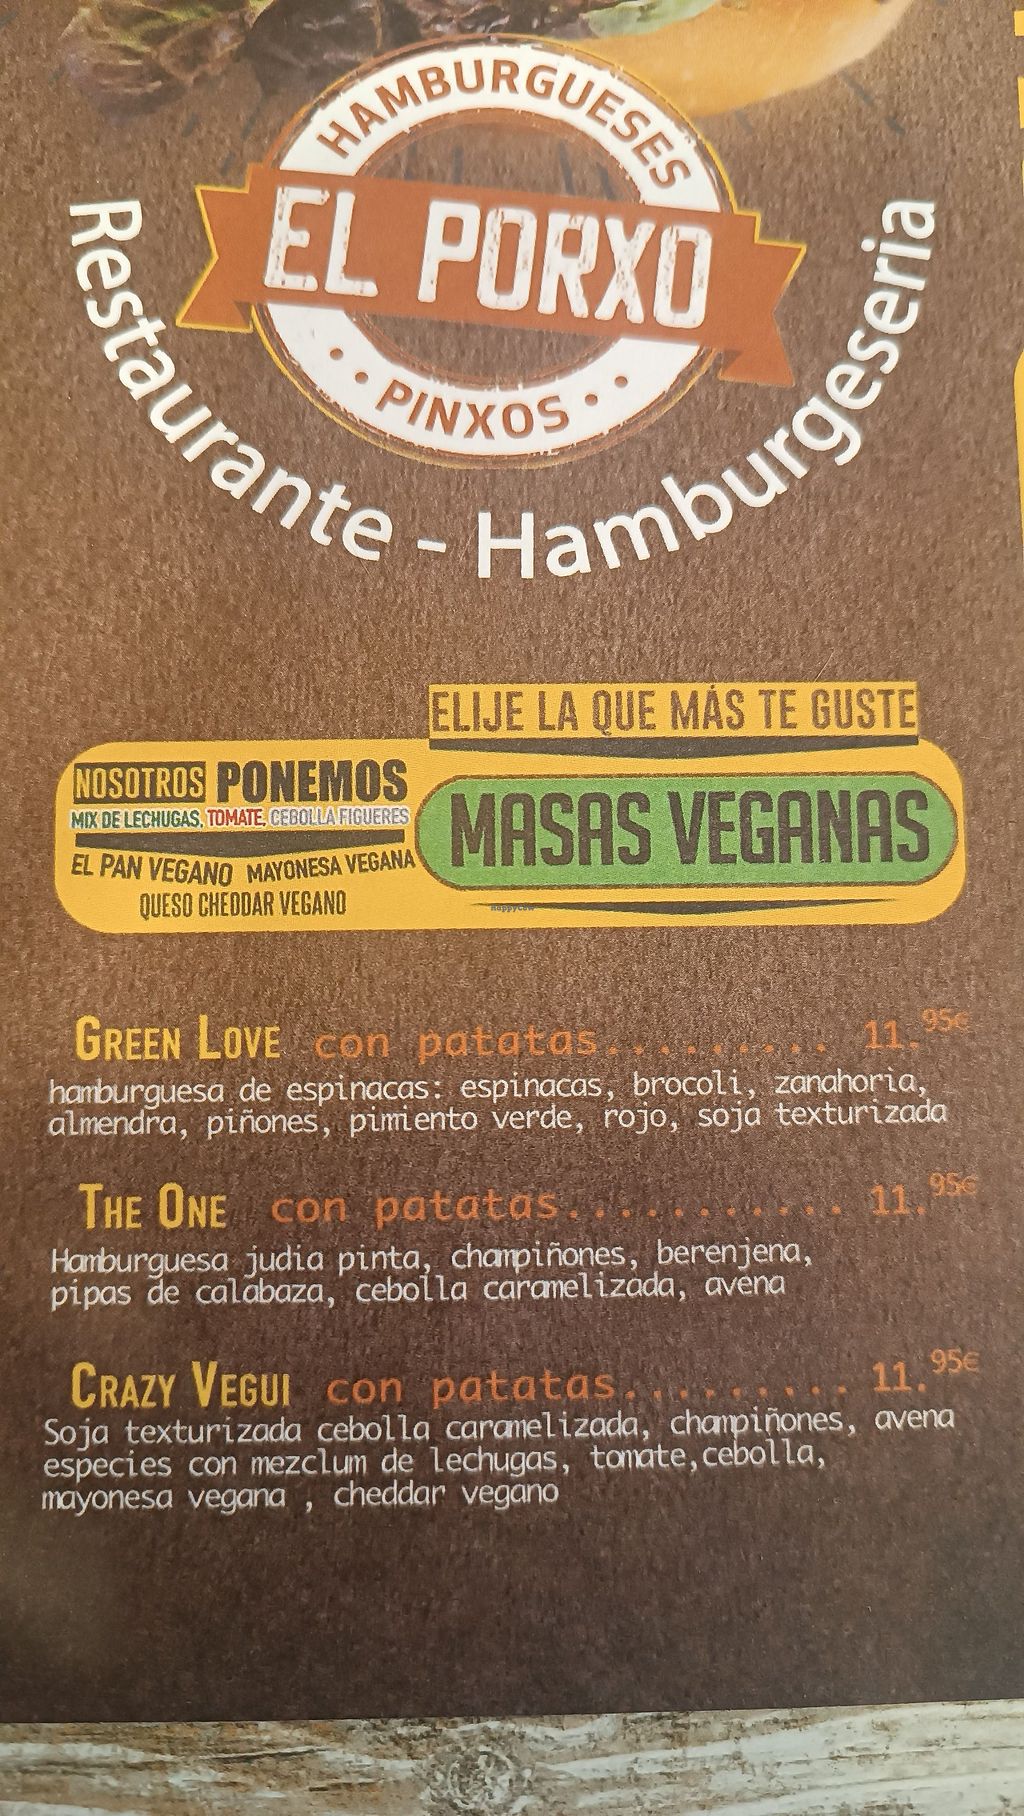 HAMBURGUESES
EL PORXO
• PINXOS •
Restaurante - Hamburgeseria
ELIJE LA QUE MÁS TE GUSTE
NOSOTROS PONEMOS
MIX DE LECHUGAS, TOMATE, CEBOLLA FIGUERES
EL PAN VEGANO MAYONESA VEGANA
QUESO CHEDDAR VEGANO
MASAS VEGANAS
HappyCow
GREEN LOVE con patatas......... 11.95€
hamburguesa de espinacas: espinacas, brocoli, zanahoria,
almendra, piñones, pimiento verde, rojo, soja texturizada
THE ONE con patatas........... 11.95€
Hamburguesa judia pinta, champiñones, berenjena,
pipas de calabaza, cebolla caramelizada, avena
CRAZY VEGUI con patatas......... 11.95€
Soja texturizada cebolla caramelizada, champiñones, avena
especies con mezclum de lechugas, tomate,cebolla,
mayonesa vegana , cheddar vegano